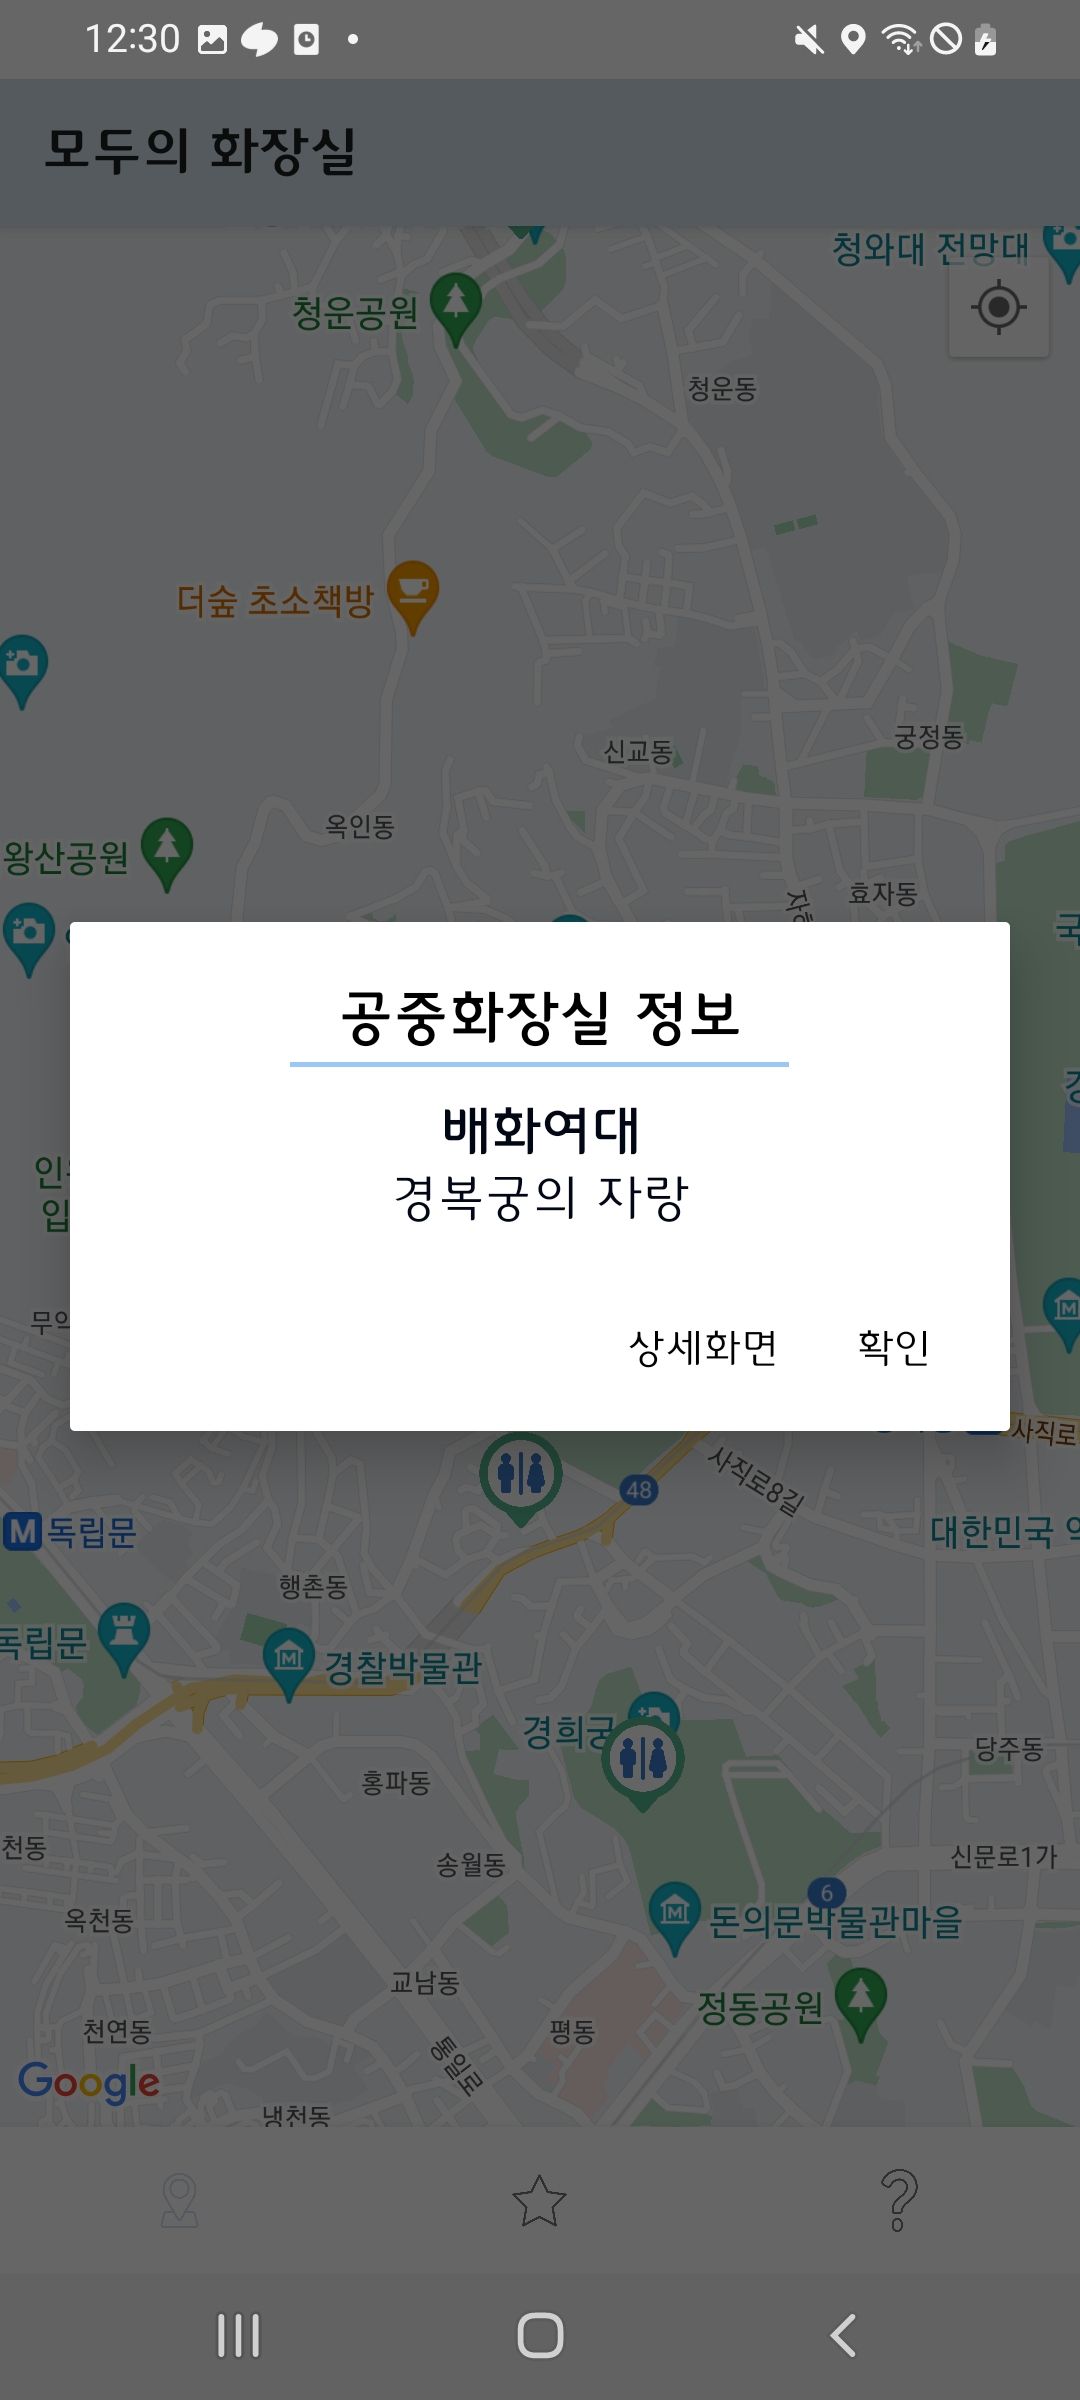 12:30
모두의 화장실
청와대 전망대
청운공원
청운동
더숲 초소책방
신교동
궁정동
옥인동
왕산공원
효자동
공중화장실 정보
배화여대
경복궁의 자랑
상세화면
확인
사직로
48
사직로8길
M 독립문
대한민국
행촌동
독립문
경찰박물관
경희궁
당주동
홍파동
천동
송월동
신문로1가
6
옥천동
돈의문박물관마을
교남동
정동공원
천연동
평동
통일로
Google
냉천동